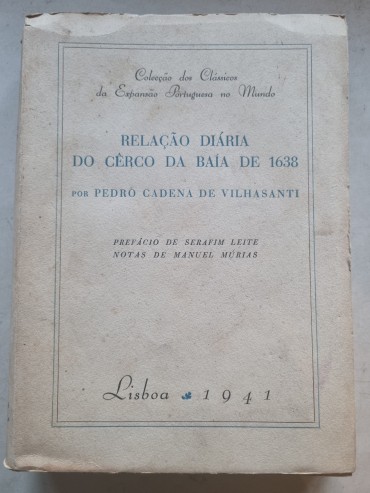 Colecção dos Clássicos
da Expansão Portuguesa no Mundo
RELAÇÃO DIÁRIA
DO CÊRCO DA BAÍA DE 1638
POR PEDRO CADENA DE VILHASANTI
PREFÁCIO DE SERAFIM LEITE
NOTAS DE MANUEL MÚRIAS
Lisboa 1941